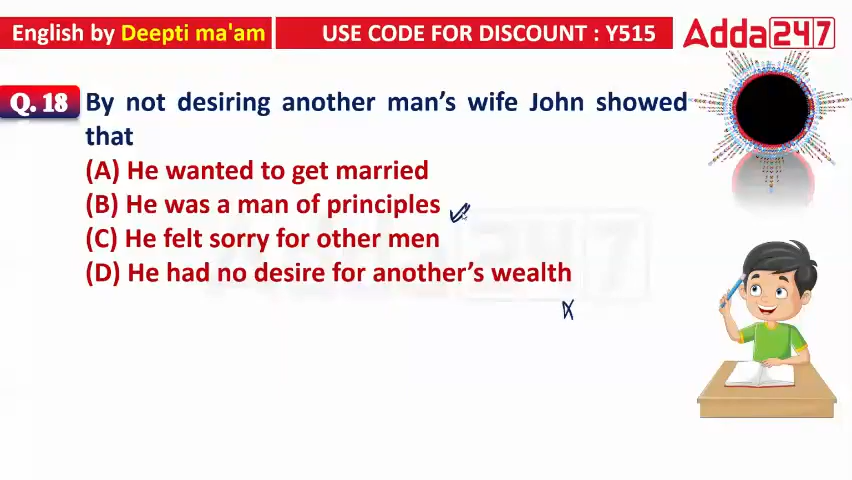 English by Deepti ma'am
USE CODE FOR DISCOUNT : Y515
Adda247
Q. 18 By not desiring another man's wife John showed
that
(A) He wanted to get married
(B) He was a man of principles
(C) He felt sorry for other men
(D) He had no desire for another's wealth